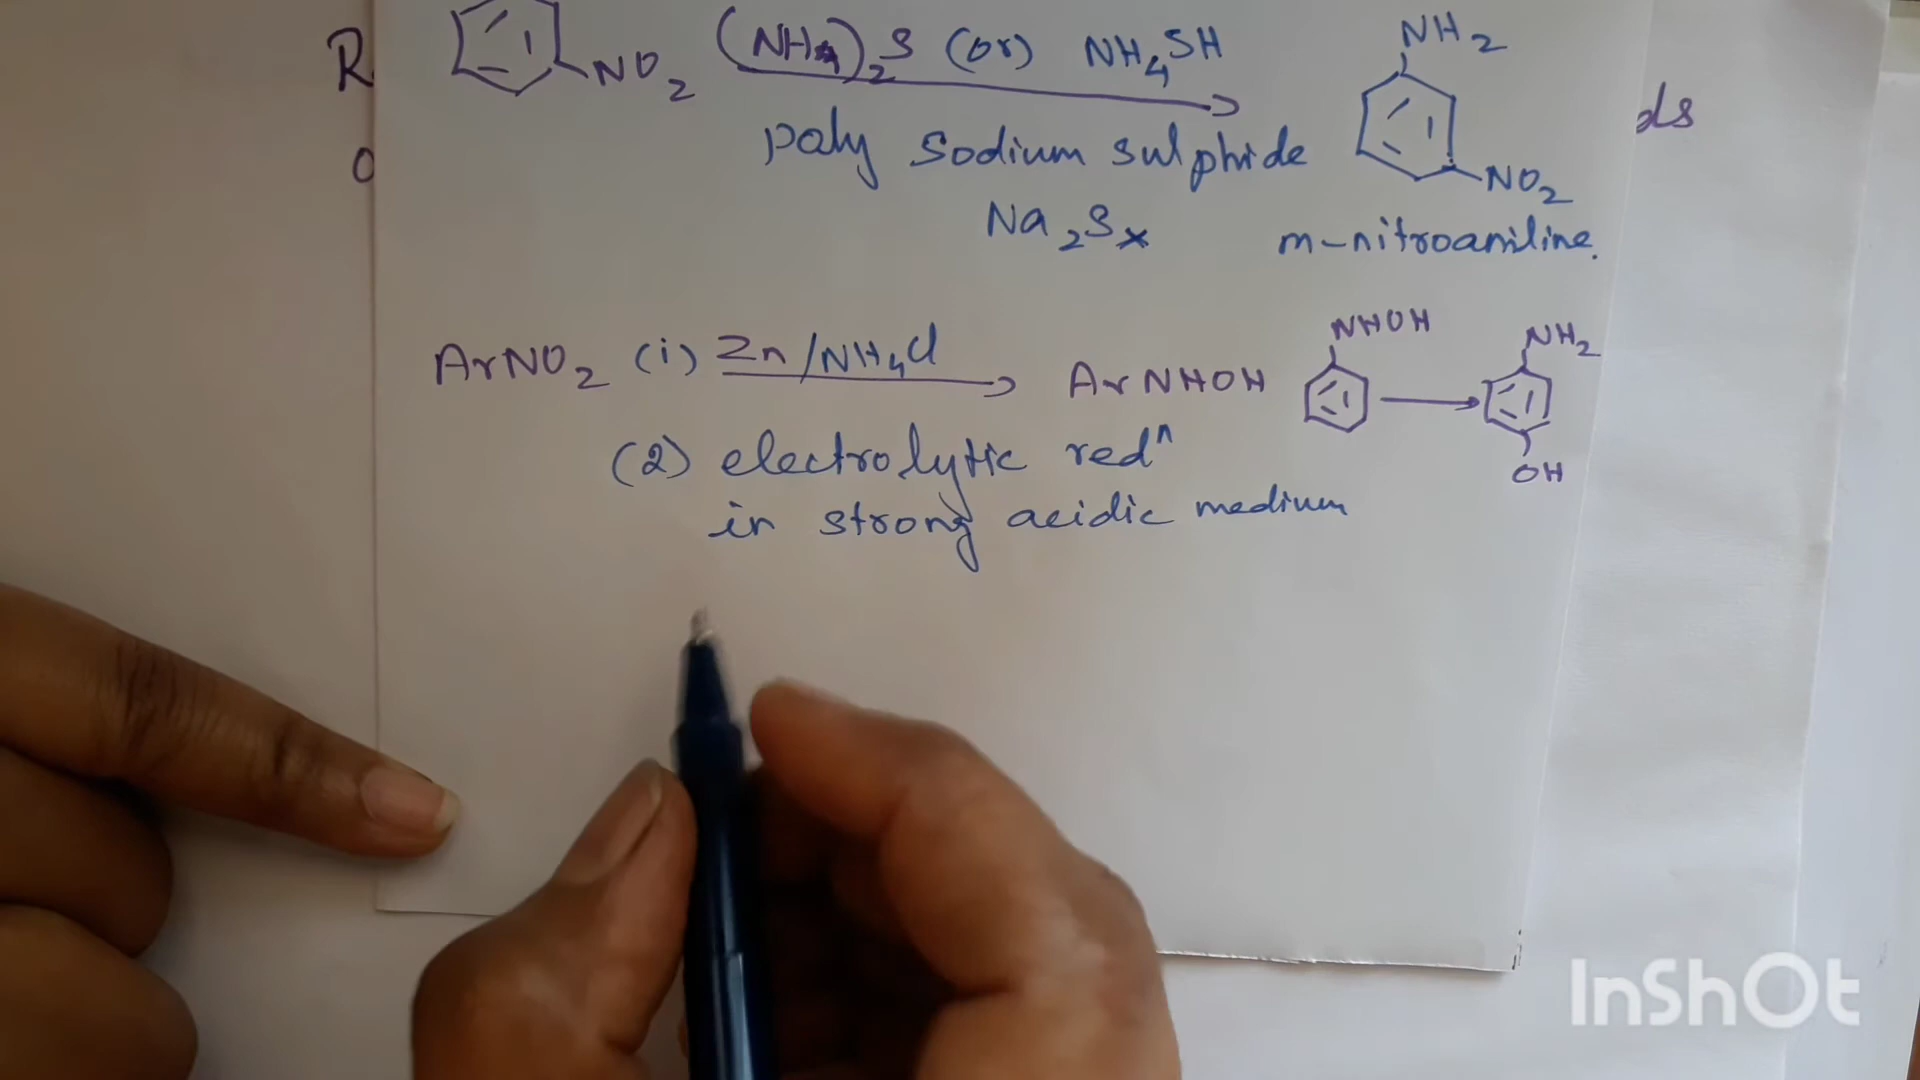 R NO2 (NH4)2S (or) NH4SH NH2
O poly sodium sulphide NO2 ds
Na2Sx m-nitroaniline.
ArNO2 (i) Zn/NH4Cl ArNHOH NHOH NH2
(2) electrolytic redn OH
in strong acidic medium
InShOt